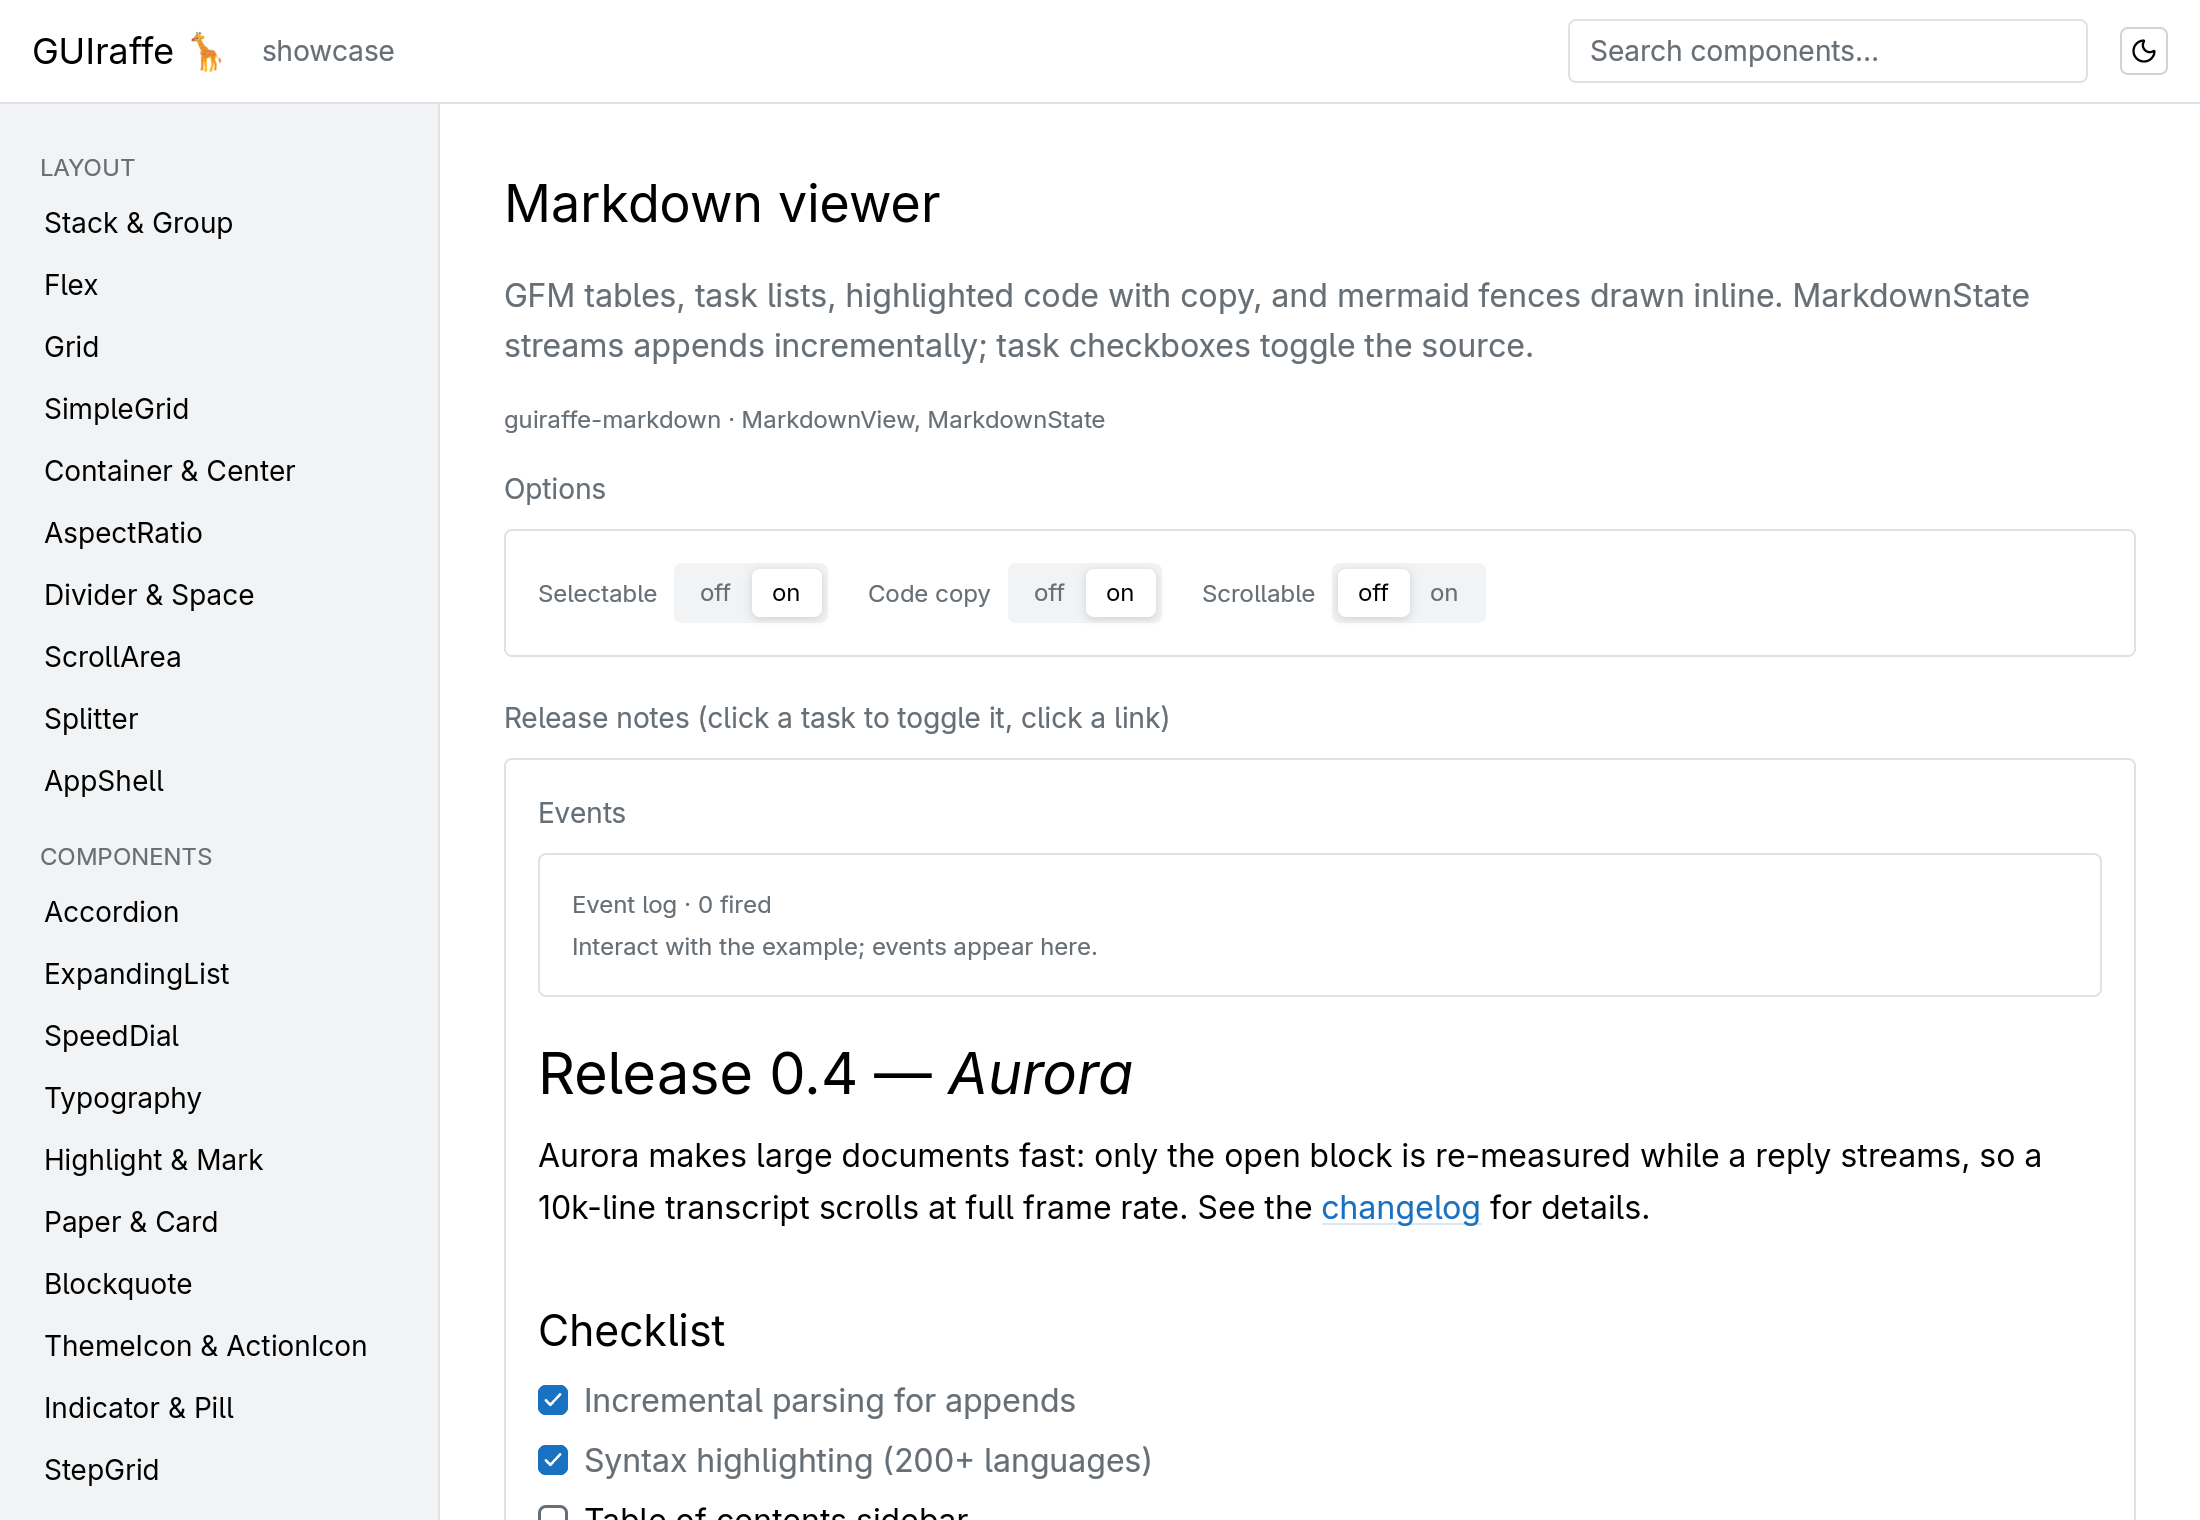 GUIraffe 🦒 showcase
Search components...
LAYOUT
Stack & Group
Flex
Grid
SimpleGrid
Container & Center
AspectRatio
Divider & Space
ScrollArea
Splitter
AppShell
COMPONENTS
Accordion
ExpandingList
SpeedDial
Typography
Highlight & Mark
Paper & Card
Blockquote
ThemeIcon & ActionIcon
Indicator & Pill
StepGrid
Markdown viewer
GFM tables, task lists, highlighted code with copy, and mermaid fences drawn inline. MarkdownState
streams appends incrementally; task checkboxes toggle the source.
guiraffe-markdown · MarkdownView, MarkdownState
Options
Selectable off on Code copy off on Scrollable off on
Release notes (click a task to toggle it, click a link)
Events
Event log · 0 fired
Interact with the example; events appear here.
Release 0.4 — Aurora
Aurora makes large documents fast: only the open block is re-measured while a reply streams, so a
10k-line transcript scrolls at full frame rate. See the changelog for details.
Checklist
Incremental parsing for appends
Syntax highlighting (200+ languages)
Table of contents sidebar